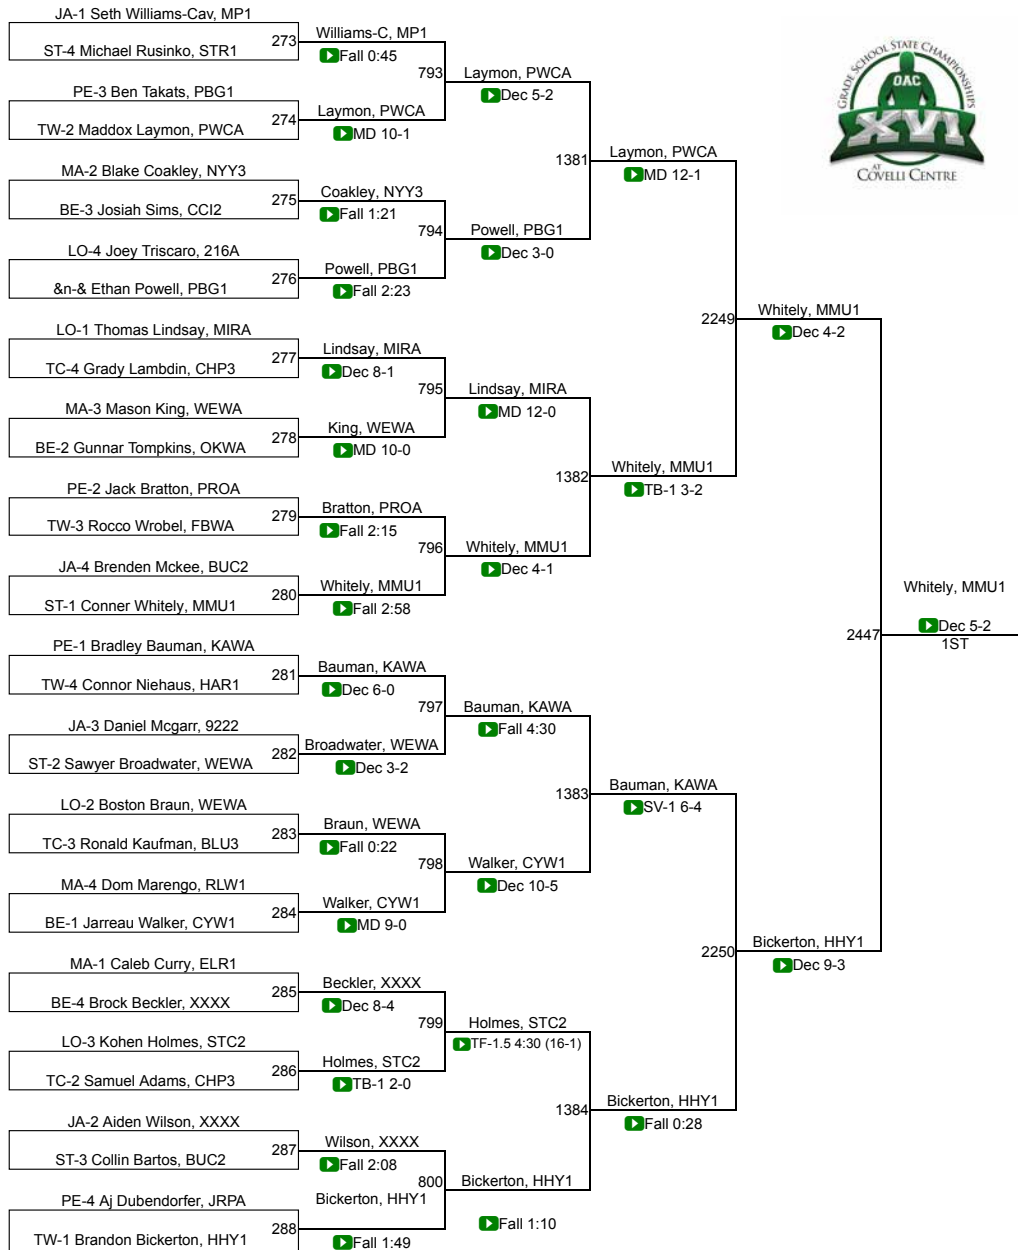 JA-1 Seth Williams-Cav, MP1
273
ST-4 Michael Rusinko, STR1
PE-3 Ben Takats, PBG1
274
TW-2 Maddox Laymon, PWCA
MA-2 Blake Coakley, NYY3
275
BE-3 Josiah Sims, CCI2
LO-4 Joey Triscaro, 216A
276
&n-& Ethan Powell, PBG1
LO-1 Thomas Lindsay, MIRA
277
TC-4 Grady Lambdin, CHP3
MA-3 Mason King, WEWA
278
BE-2 Gunnar Tompkins, OKWA
PE-2 Jack Bratton, PROA
279
TW-3 Rocco Wrobel, FBWA
JA-4 Brenden Mckee, BUC2
280
ST-1 Conner Whitely, MMU1
PE-1 Bradley Bauman, KAWA
281
TW-4 Connor Niehaus, HAR1
JA-3 Daniel Mcgarr, 9222
282
ST-2 Sawyer Broadwater, WEWA
LO-2 Boston Braun, WEWA
283
TC-3 Ronald Kaufman, BLU3
MA-4 Dom Marengo, RLW1
284
BE-1 Jarreau Walker, CYW1
MA-1 Caleb Curry, ELR1
285
BE-4 Brock Beckler, XXXX
LO-3 Kohen Holmes, STC2
286
TC-2 Samuel Adams, CHP3
JA-2 Aiden Wilson, XXXX
287
ST-3 Collin Bartos, BUC2
PE-4 Aj Dubendorfer, JRPA
288
TW-1 Brandon Bickerton, HHY1
Williams-C, MP1
Fall 0:45
793
Laymon, PWCA
MD 10-1
Coakley, NYY3
Fall 1:21
794
Powell, PBG1
Fall 2:23
Lindsay, MIRA
Dec 8-1
795
King, WEWA
MD 10-0
Bratton, PROA
Fall 2:15
796
Whitely, MMU1
Fall 2:58
Bauman, KAWA
Dec 6-0
797
Broadwater, WEWA
Dec 3-2
Braun, WEWA
Fall 0:22
798
Walker, CYW1
MD 9-0
Beckler, XXXX
Dec 8-4
799
Holmes, STC2
TB-1 2-0
Wilson, XXXX
Fall 2:08
800
Bickerton, HHY1
Fall 1:49
Laymon, PWCA
Dec 5-2
1381
Powell, PBG1
Dec 3-0
Lindsay, MIRA
MD 12-0
1382
Whitely, MMU1
Dec 4-1
Bauman, KAWA
Fall 4:30
1383
Walker, CYW1
Dec 10-5
Holmes, STC2
TF-1.5 4:30 (16-1)
1384
Bickerton, HHY1
Fall 1:10
Laymon, PWCA
MD 12-1
2249
Whitely, MMU1
TB-1 3-2
Bauman, KAWA
SV-1 6-4
2250
Bickerton, HHY1
Fall 0:28
Whitely, MMU1
Dec 4-2
2447
Bickerton, HHY1
Dec 9-3
Whitely, MMU1
Dec 5-2
1ST
GRADE SCHOOL STATE CHAMPIONSHIPS
OAC
XVI
AT
COVELLI CENTRE